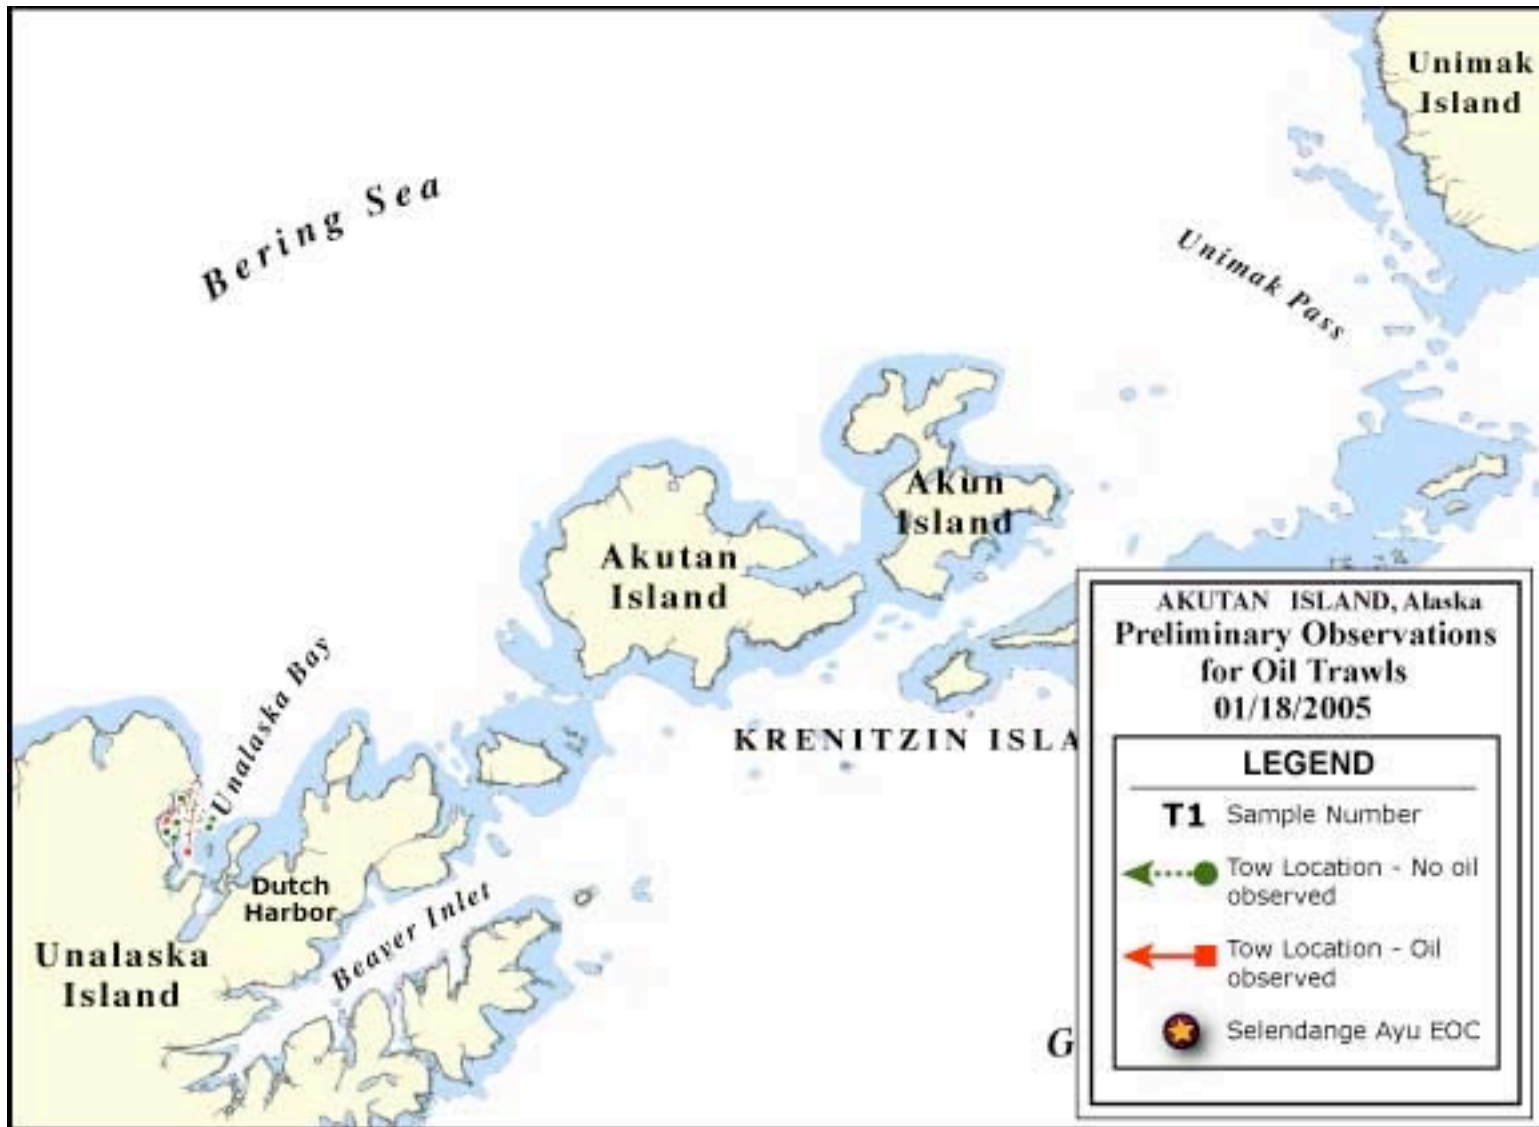 Unimak
Island
Bering Sea
Unimak Pass
Akun
Island
Akutan
Island
Unalaska Bay
KRENITZIN ISLA
Dutch
Harbor
Beaver Inlet
Unalaska
Island
G
AKUTAN ISLAND, Alaska
Preliminary Observations
for Oil Trawls
01/18/2005
LEGEND
T1 Sample Number
Tow Location - No oil
observed
Tow Location - Oil
observed
Selendange Ayu EOC